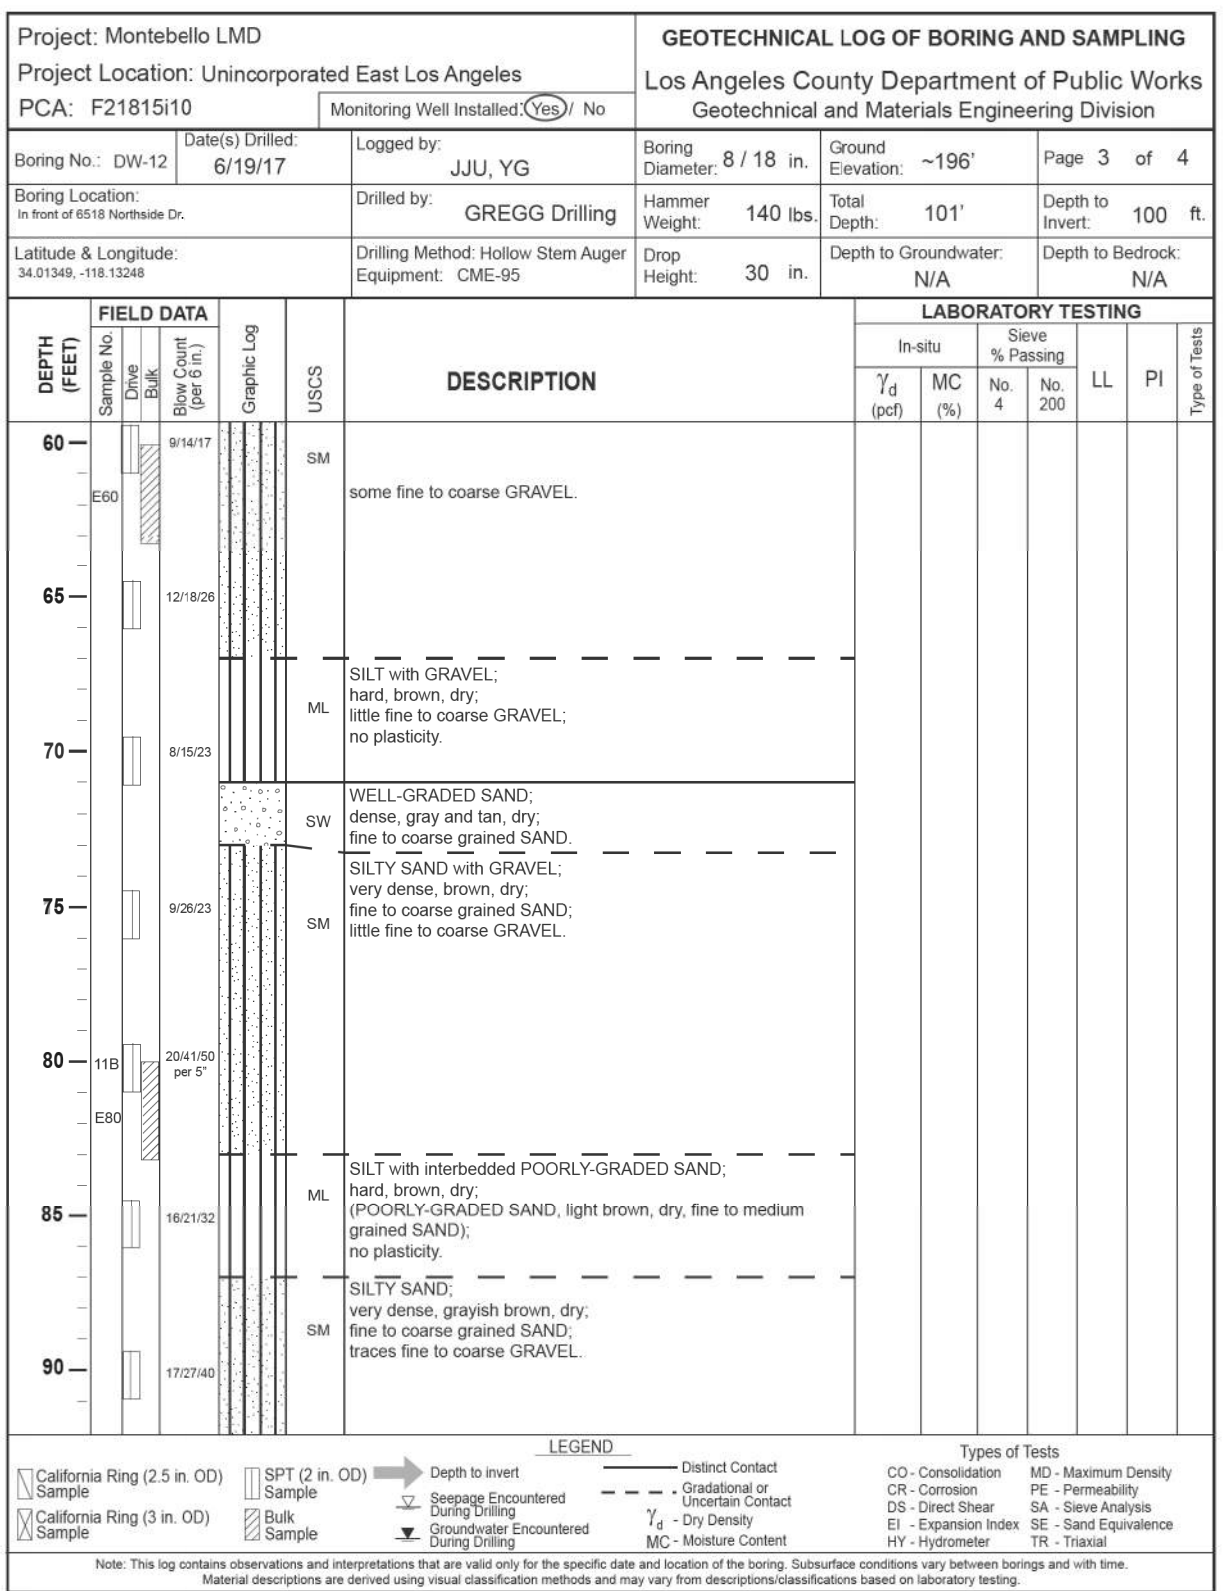 Project: Montebello LMD
Project Location: Unincorporated East Los Angeles
PCA: F21815i10
Monitoring Well Installed: Yes / No
GEOTECHNICAL LOG OF BORING AND SAMPLING
Los Angeles County Department of Public Works
Geotechnical and Materials Engineering Division
Boring No.: DW-12
Date(s) Drilled:
6/19/17
Logged by:
JJU, YG
Boring
Diameter: 8 / 18 in.
Ground
Elevation: ~196'
Page 3 of 4
Boring Location:
In front of 6518 Northside Dr.
Drilled by:
GREGG Drilling
Hammer
Weight: 140 lbs.
Total
Depth: 101'
Depth to
Invert: 100 ft.
Latitude & Longitude:
34.01349, -118.13248
Drilling Method: Hollow Stem Auger
Equipment: CME-95
Drop
Height: 30 in.
Depth to Groundwater:
N/A
Depth to Bedrock:
N/A
DEPTH
(FEET)
FIELD DATA
Sample No.
Drive
Bulk
Blow Count
(per 6 in.)
Graphic Log
USCS
DESCRIPTION
LABORATORY TESTING
In-situ
Sieve
% Passing
γd
(pcf)
MC
(%)
No.
4
No.
200
LL
PI
Type of Tests
60
9/14/17
SM
E60
some fine to coarse GRAVEL.
65
12/18/26
SILT with GRAVEL;
hard, brown, dry;
ML
little fine to coarse GRAVEL;
no plasticity.
70
8/15/23
WELL-GRADED SAND;
SW
dense, gray and tan, dry;
fine to coarse grained SAND.
SILTY SAND with GRAVEL;
very dense, brown, dry;
75
9/26/23
fine to coarse grained SAND;
SM
little fine to coarse GRAVEL.
80
11B
20/41/50
per 5"
E80
SILT with interbedded POORLY-GRADED SAND;
ML
hard, brown, dry;
(POORLY-GRADED SAND, light brown, dry, fine to medium
85
16/21/32
grained SAND);
no plasticity.
SILTY SAND;
very dense, grayish brown, dry;
SM
fine to coarse grained SAND;
traces fine to coarse GRAVEL.
90
17/27/40
LEGEND
California Ring (2.5 in. OD)
Sample
California Ring (3 in. OD)
Sample
SPT (2 in. OD)
Sample
Bulk
Sample
Depth to invert
Seepage Encountered
During Drilling
Groundwater Encountered
During Drilling
Distinct Contact
Gradational or
Uncertain Contact
γd - Dry Density
MC - Moisture Content
Types of Tests
CO - Consolidation
CR - Corrosion
DS - Direct Shear
EI - Expansion Index
HY - Hydrometer
MD - Maximum Density
PE - Permeability
SA - Sieve Analysis
SE - Sand Equivalence
TR - Triaxial
Note: This log contains observations and interpretations that are valid only for the specific date and location of the boring. Subsurface conditions vary between borings and with time.
Material descriptions are derived using visual classification methods and may vary from descriptions/classifications based on laboratory testing.